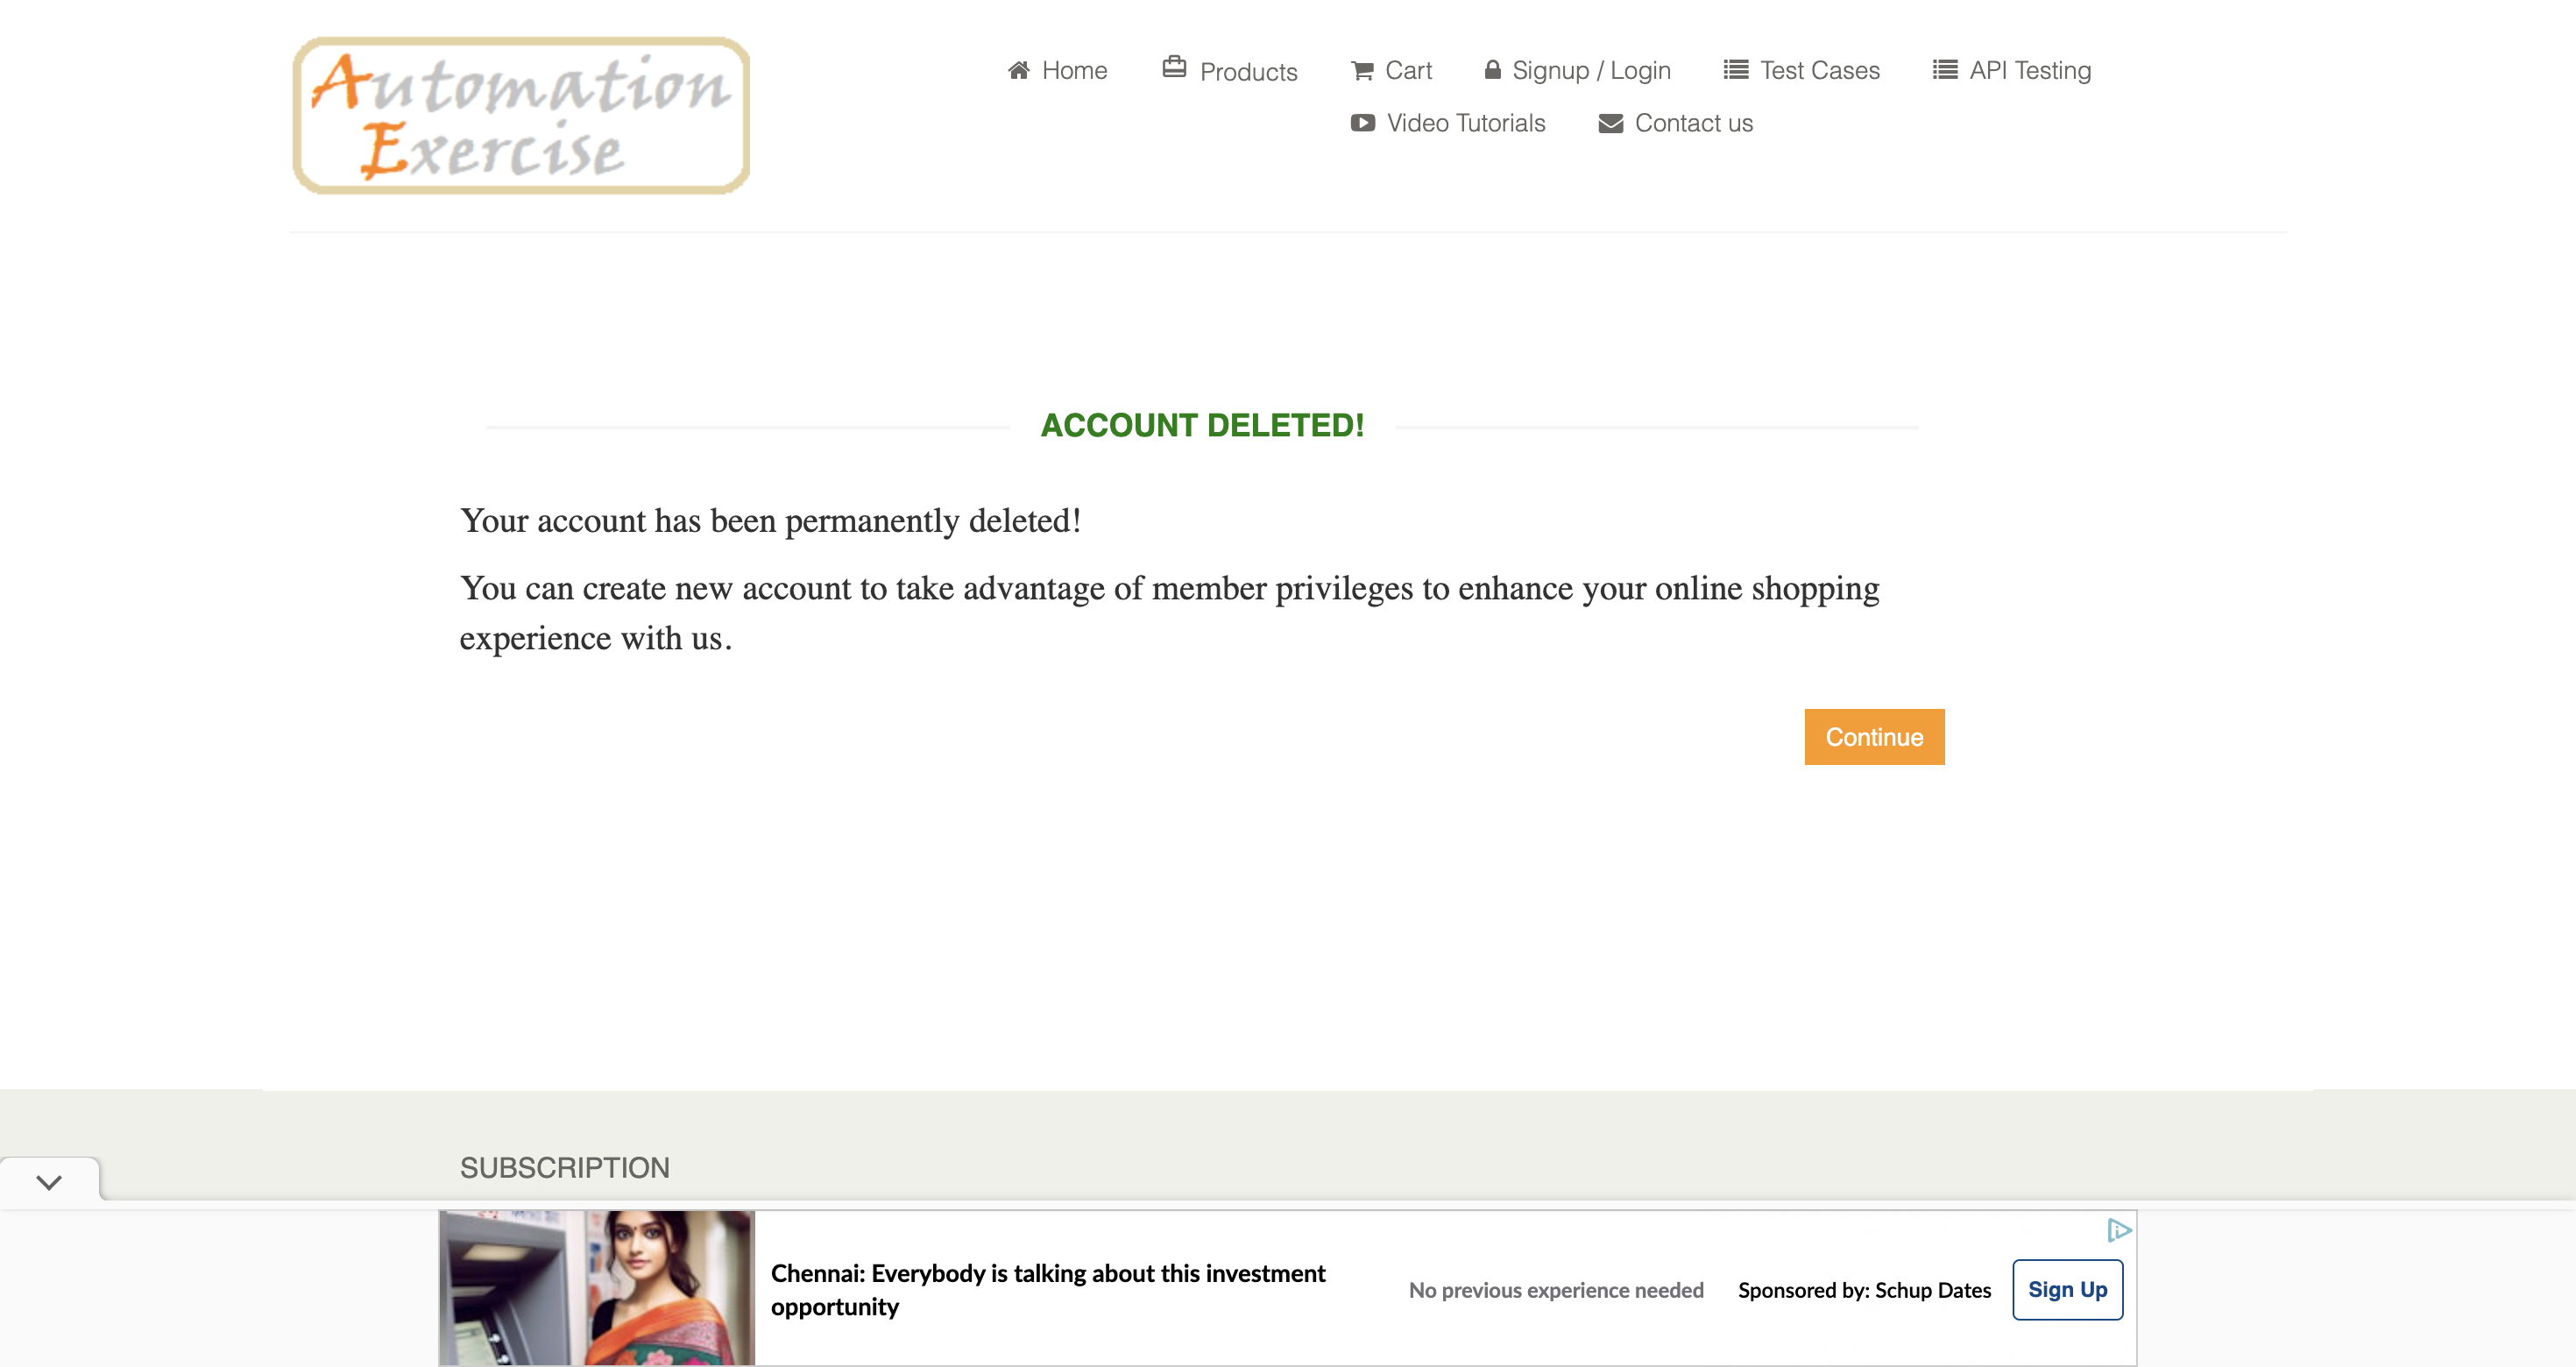 Automation
Exercise
Home Products Cart Signup / Login Test Cases API Testing
Video Tutorials Contact us
ACCOUNT DELETED!
Your account has been permanently deleted!
You can create new account to take advantage of member privileges to enhance your online shopping
experience with us.
Continue
SUBSCRIPTION
Chennai: Everybody is talking about this investment
opportunity
No previous experience needed
Sponsored by: Schup Dates
Sign Up